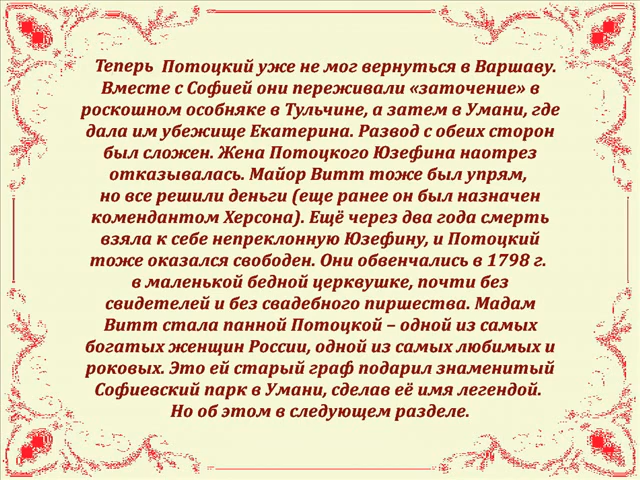 Теперь Потоцкий уже не мог вернуться в Варшаву.
Вместе с Софией они переживали «заточение» в
роскошном особняке в Тульчине, а затем в Умани, где
дала им убежище Екатерина. Развод с обеих сторон
был сложен. Жена Потоцкого Юзефина наотрез
отказывалась. Майор Витт тоже был упрям,
но все решили деньги (еще ранее он был назначен
комендантом Херсона). Ещё через два года смерть
взяла к себе непреклонную Юзефину, и Потоцкий
тоже оказался свободен. Они обвенчались в 1798 г.
в маленькой бедной церквушке, почти без
свидетелей и без свадебного пиршества. Мадам
Витт стала панной Потоцкой – одной из самых
богатых женщин России, одной из самых любимых и
роковых. Это ей старый граф подарил знаменитый
Софиевский парк в Умани, сделав её имя легендой.
Но об этом в следующем разделе.